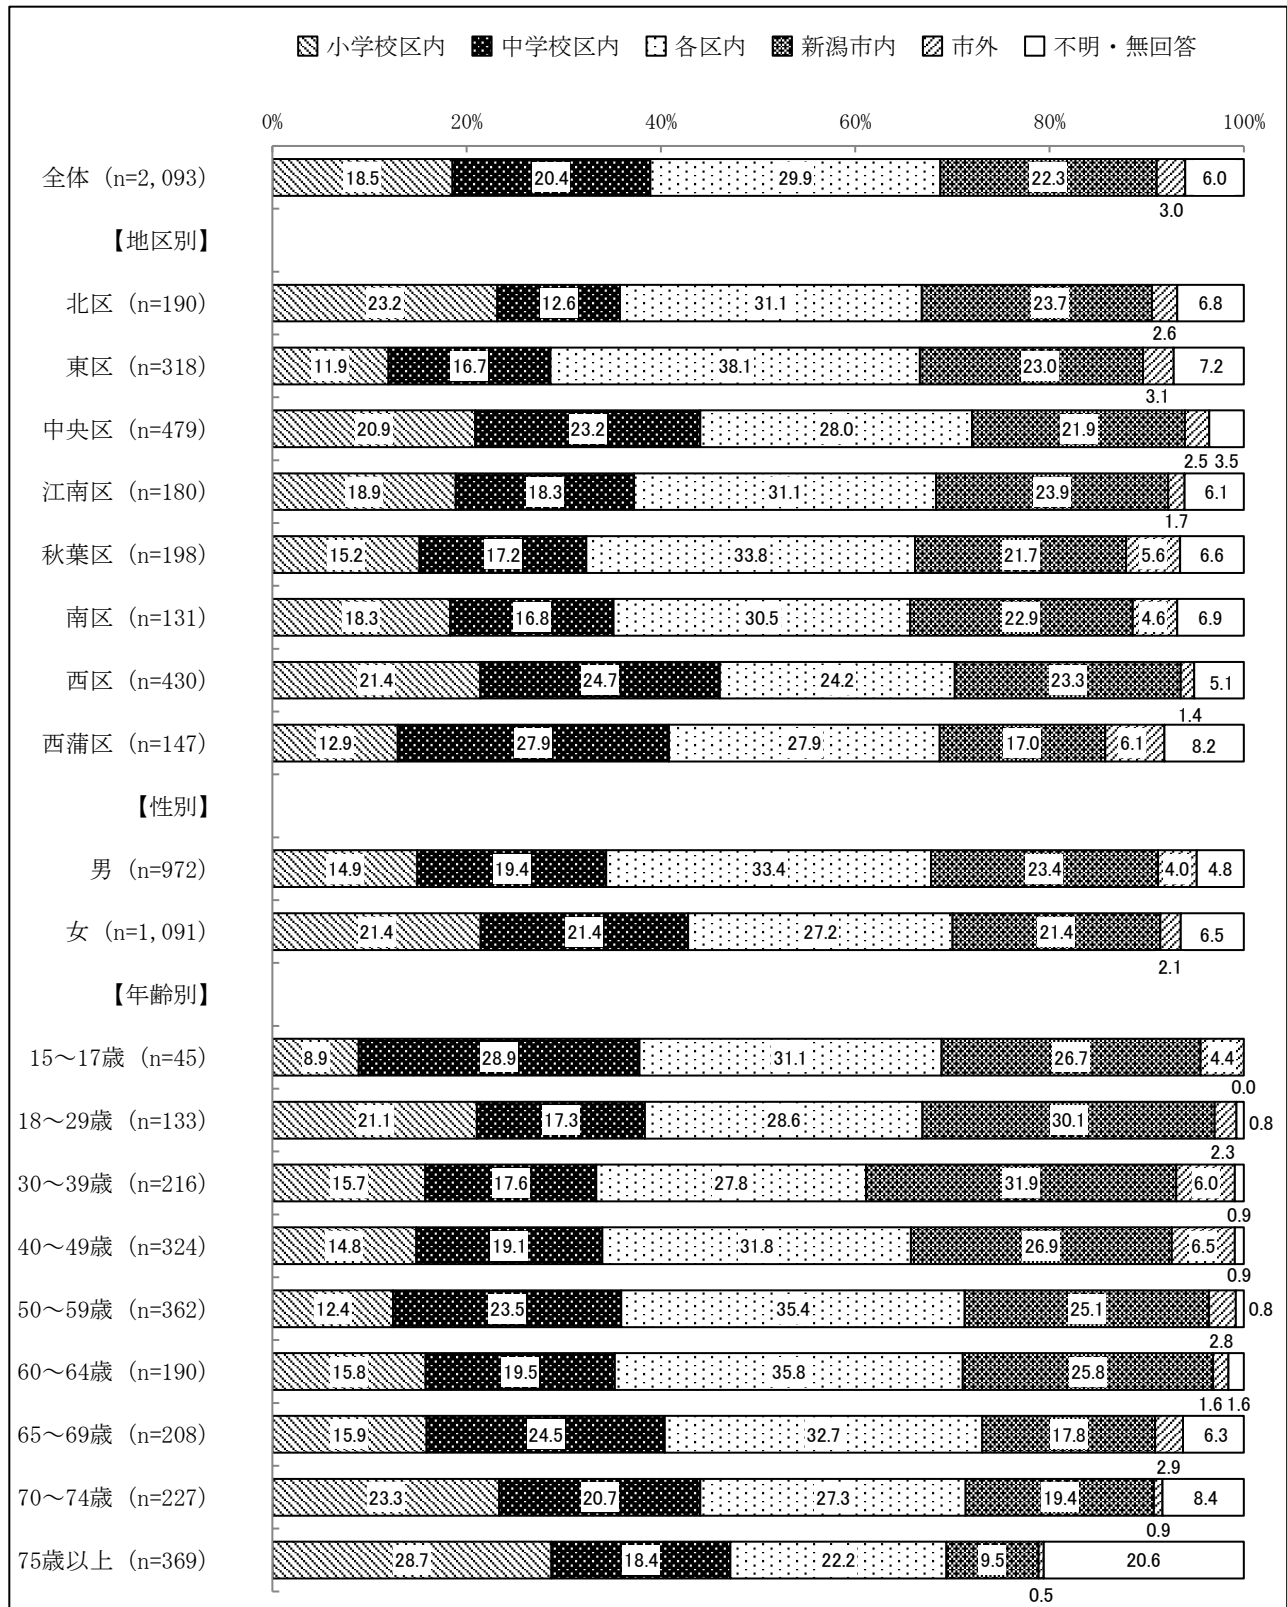 小学校区内 中学校区内 各区内 新潟市内 市外 不明・無回答
0% 20% 40% 60% 80% 100%
全体 (n=2,093) 18.5 20.4 29.9 22.3 6.0
3.0
【地区別】
北区 (n=190) 23.2 12.6 31.1 23.7 6.8
2.6
東区 (n=318) 11.9 16.7 38.1 23.0 7.2
3.1
中央区 (n=479) 20.9 23.2 28.0 21.9
2.5 3.5
江南区 (n=180) 18.9 18.3 31.1 23.9 6.1
1.7
秋葉区 (n=198) 15.2 17.2 33.8 21.7 5.6 6.6
南区 (n=131) 18.3 16.8 30.5 22.9 4.6 6.9
西区 (n=430) 21.4 24.7 24.2 23.3 5.1
1.4
西蒲区 (n=147) 12.9 27.9 27.9 17.0 6.1 8.2
【性別】
男 (n=972) 14.9 19.4 33.4 23.4 4.0 4.8
女 (n=1,091) 21.4 21.4 27.2 21.4 6.5
2.1
【年齢別】
15～17歳 (n=45) 8.9 28.9 31.1 26.7 4.4
0.0
18～29歳 (n=133) 21.1 17.3 28.6 30.1 0.8
2.3
30～39歳 (n=216) 15.7 17.6 27.8 31.9 6.0
0.9
40～49歳 (n=324) 14.8 19.1 31.8 26.9 6.5
0.9
50～59歳 (n=362) 12.4 23.5 35.4 25.1 0.8
2.8
60～64歳 (n=190) 15.8 19.5 35.8 25.8
1.6 1.6
65～69歳 (n=208) 15.9 24.5 32.7 17.8 6.3
2.9
70～74歳 (n=227) 23.3 20.7 27.3 19.4 8.4
0.9
75歳以上 (n=369) 28.7 18.4 22.2 9.5 20.6
0.5